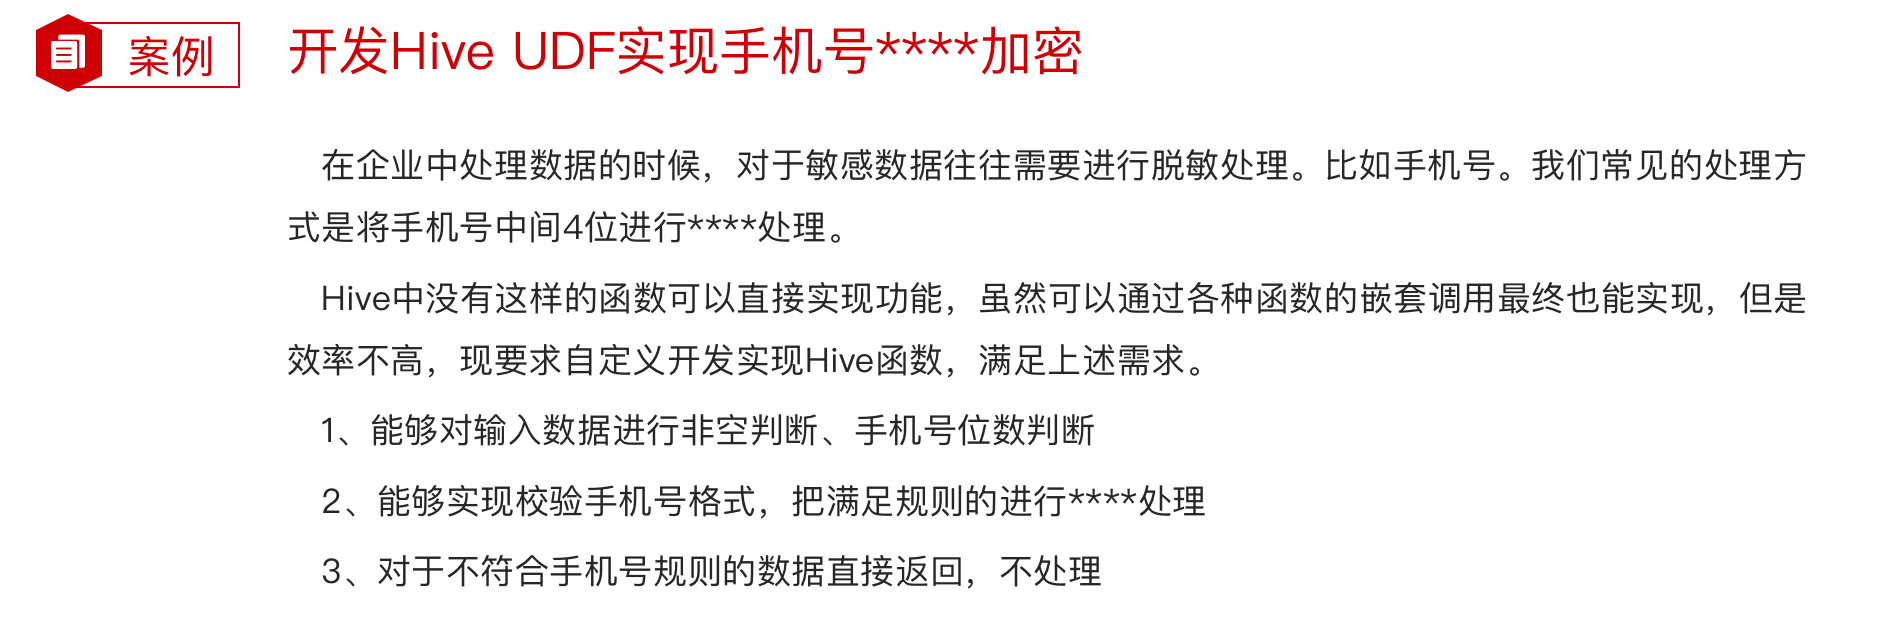 案例
开发Hive UDF实现手机号****加密
在企业中处理数据的时候，对于敏感数据往往需要进行脱敏处理。比如手机号。我们常见的处理方
式是将手机号中间4位进行****处理。
Hive中没有这样的函数可以直接实现功能，虽然可以通过各种函数的嵌套调用最终也能实现，但是
效率不高，现要求自定义开发实现Hive函数，满足上述需求。
1、能够对输入数据进行非空判断、手机号位数判断
2、能够实现校验手机号格式，把满足规则的进行****处理
3、对于不符合手机号规则的数据直接返回，不处理